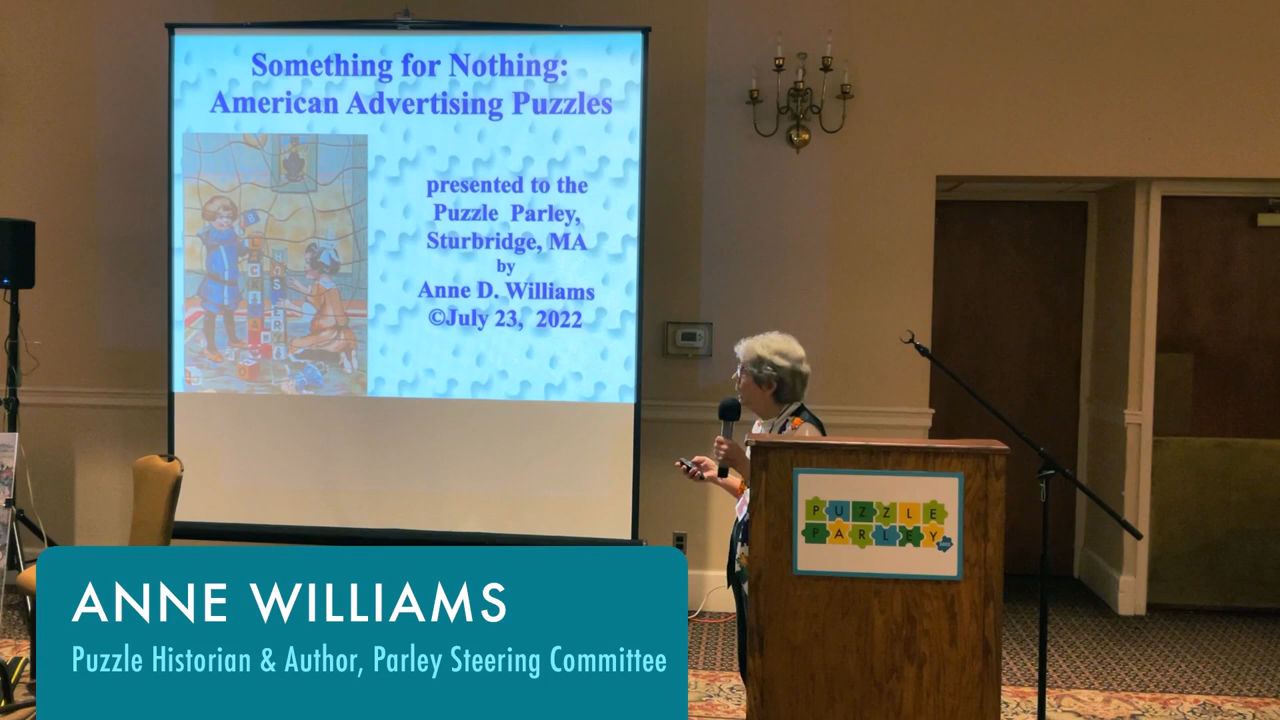 Something for Nothing:
American Advertising Puzzles
presented to the
Puzzle Parley,
Sturbridge, MA
by
Anne D. Williams
©July 23, 2022
PUZZLE
PARLEY
ANNE WILLIAMS
Puzzle Historian & Author, Parley Steering Committee